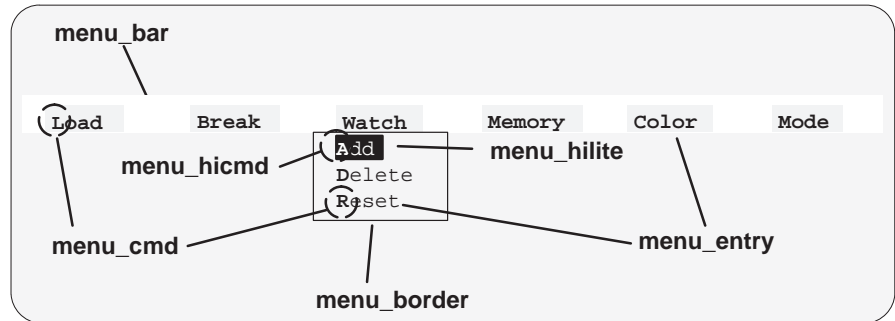 menu_bar
Load Break Watch Memory Color Mode
menu_hicmd Add menu_hilite
Delete
Reset
menu_cmd menu_entry
menu_border